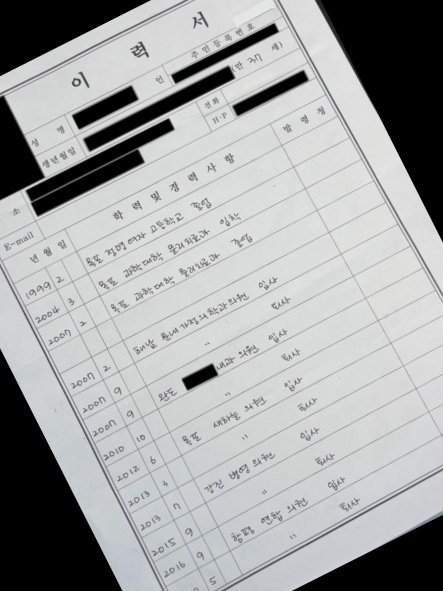 이 력 서
주 민 등 록 번 호
성 명 인
생년월일 (만 37 세)
전화
H·P
소
E-mail
년 월 일 학 력 및 경 력 사 항 발 령 청
1999 2 목포 정명 여자 고등학교 졸업
2004 3 목포 과학 대학 물리치료과 입학
2007 2 목포 과학 대학 물리치료과 졸업
2007 2 해남 가정의학과의원 입사
2007 9 〃 퇴사
2007 9 완도 내과 의원 입사
2010 10 〃 퇴사
2012 6 목포 새하늘 의원 입사
2013 3 〃 퇴사
2013 7 강진 병영 의원 입사
2015 9 〃 퇴사
2016 9 함평 연합 의원 입사
5 〃 퇴사